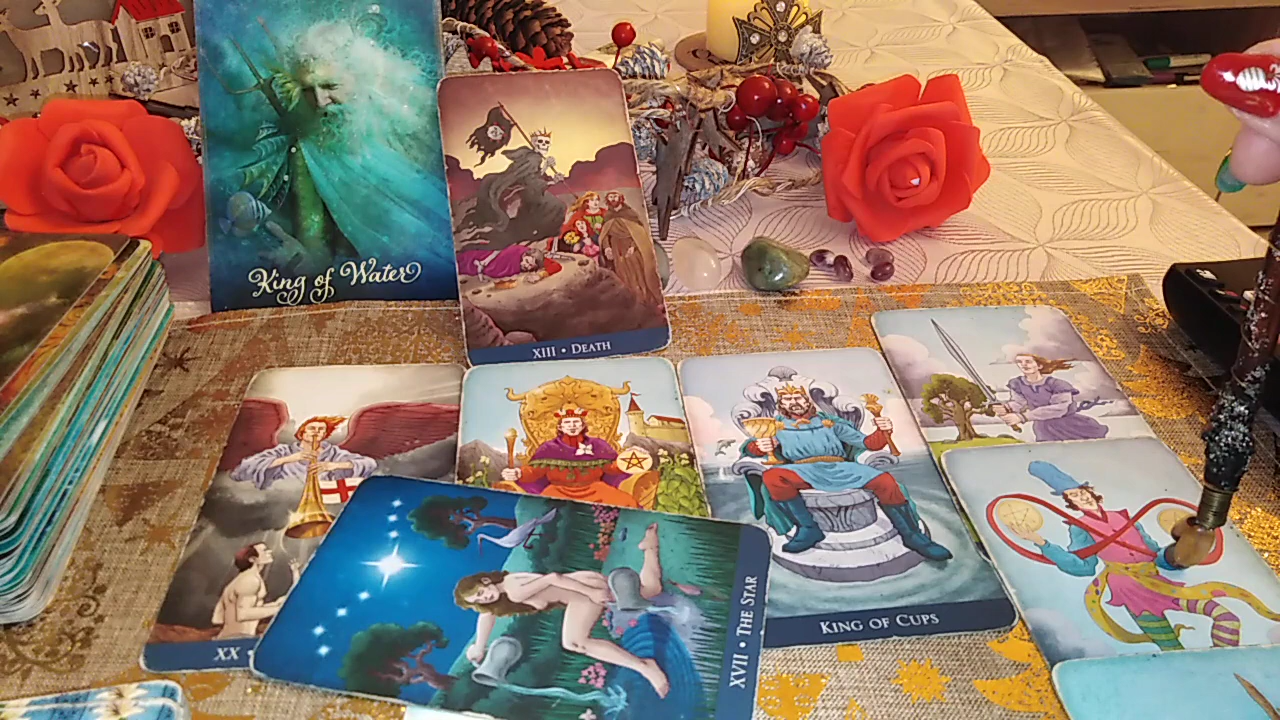 King of Water
XIII • DEATH
KING OF CUPS
XVII • THE STAR
XX •